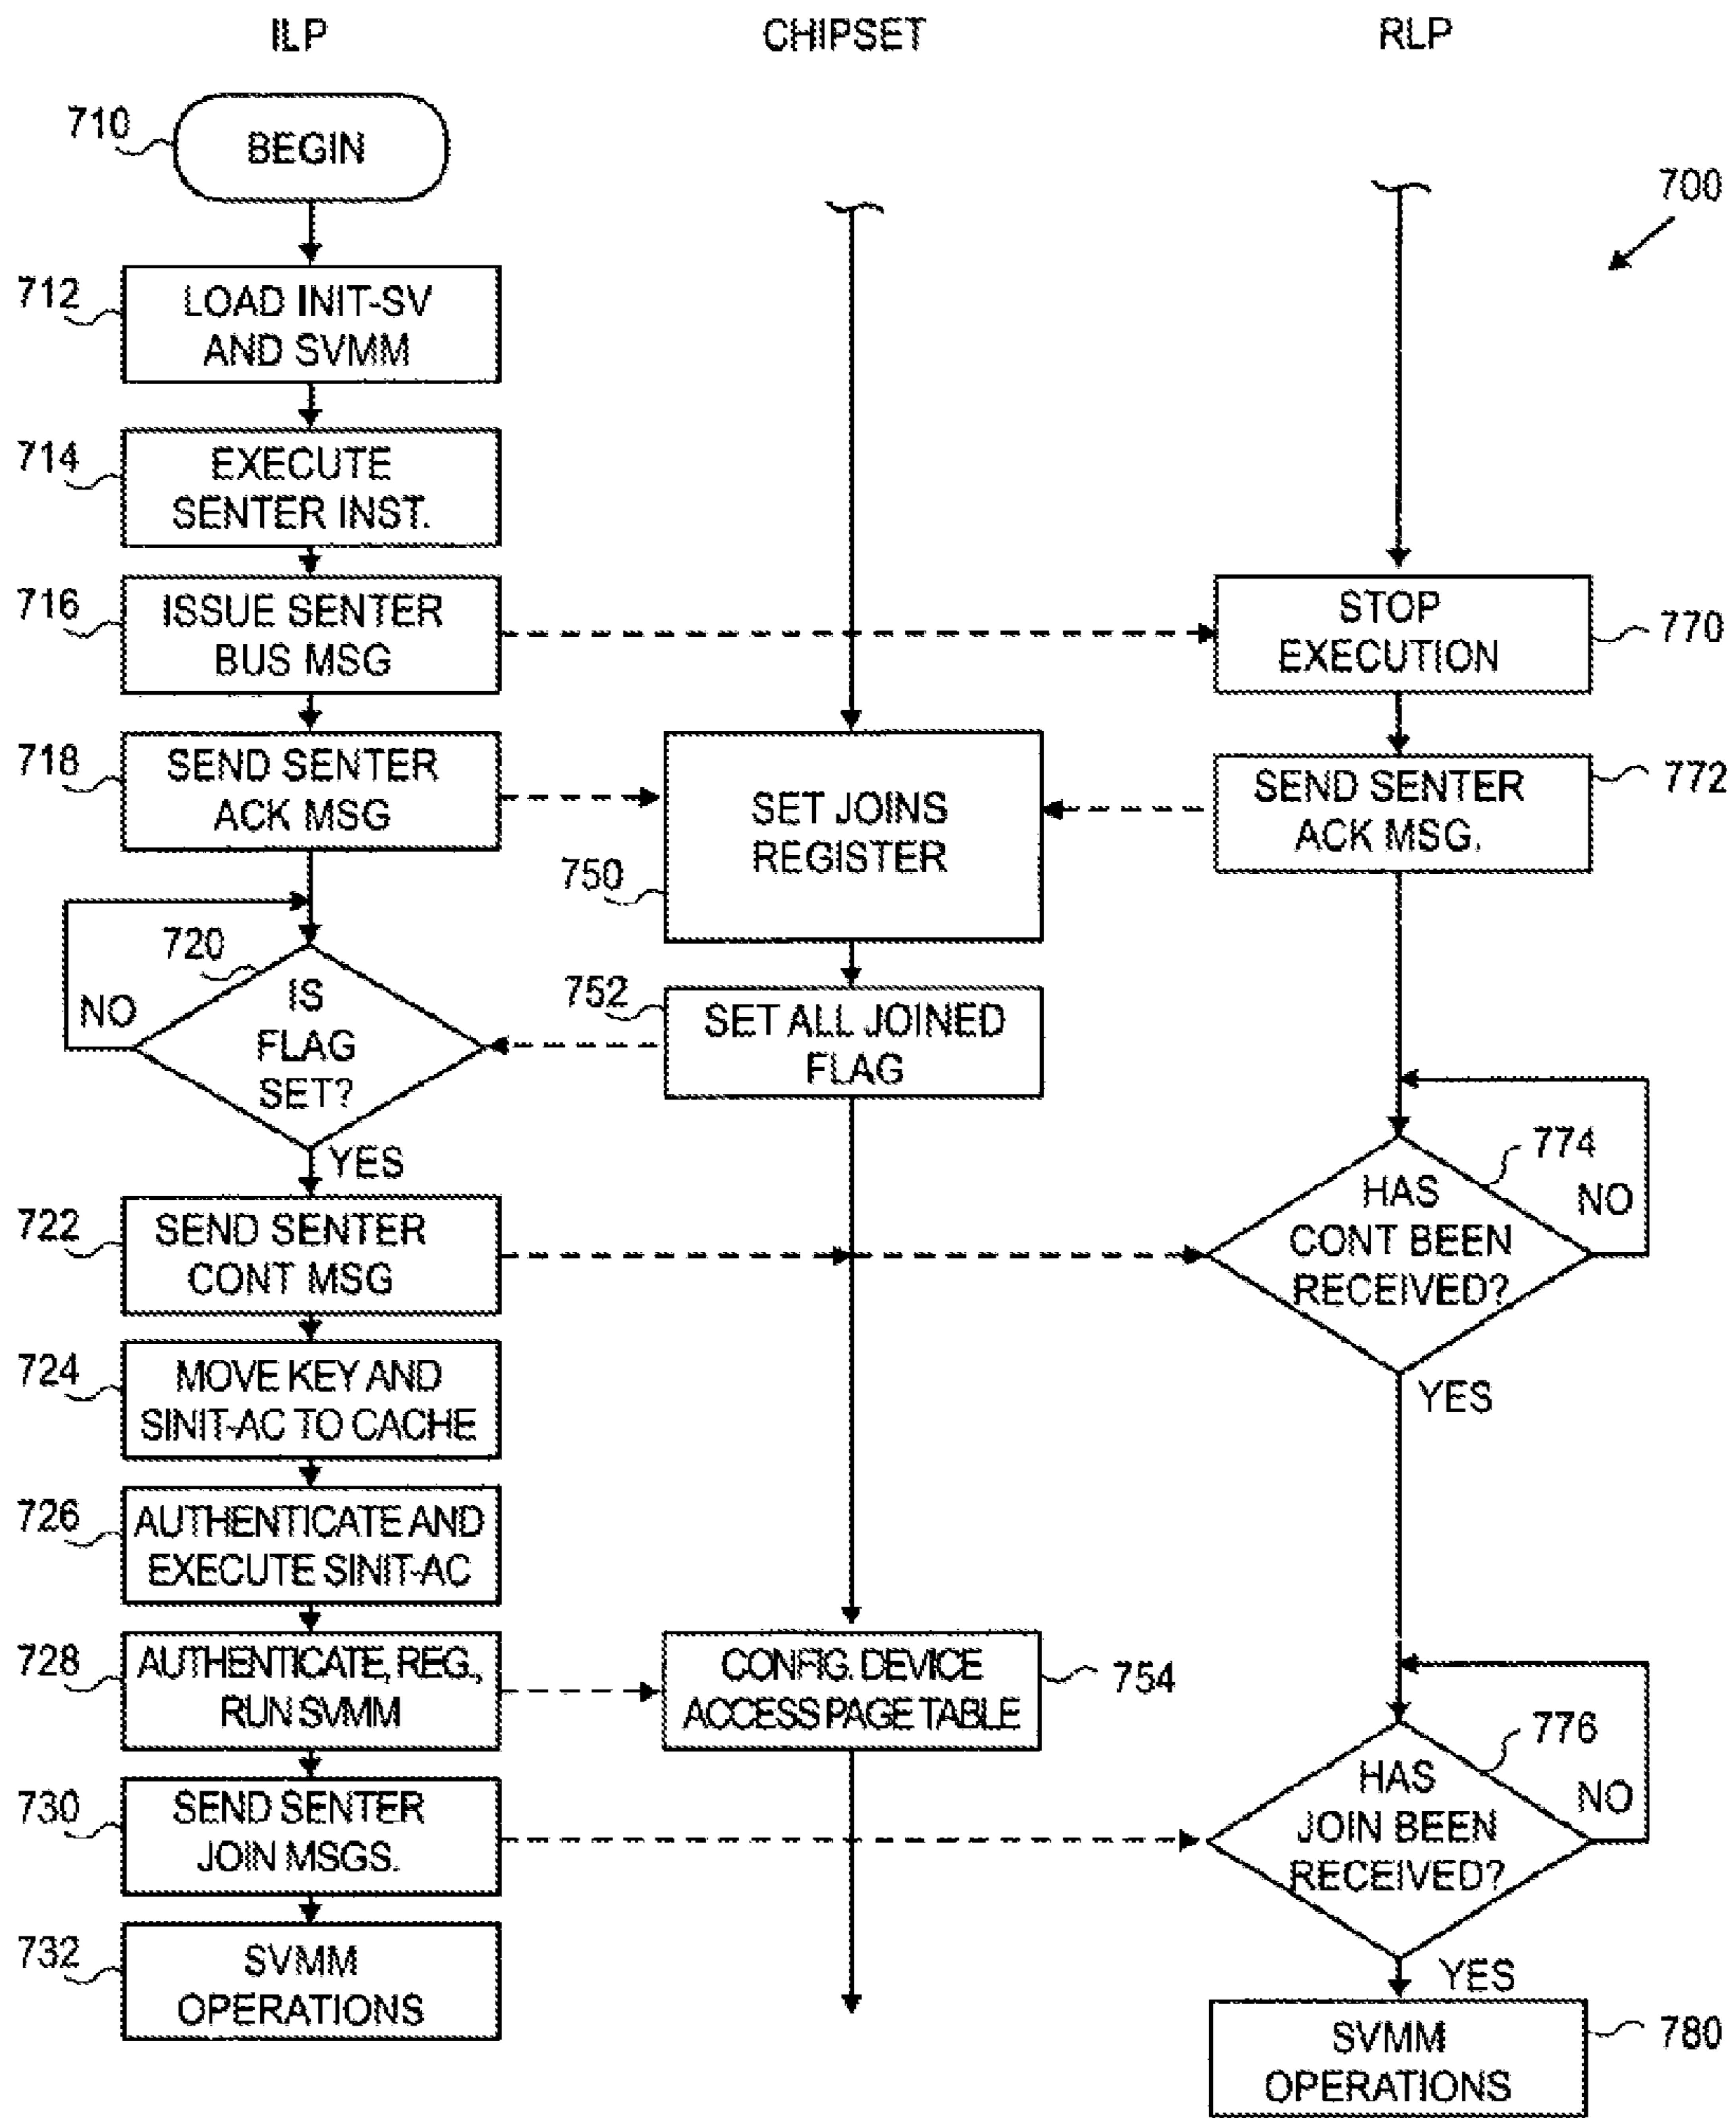 ILP
CHIPSET
RLP
710
BEGIN
700
712
LOAD INIT-SV
AND SVMM
714
EXECUTE
SENTER INST.
716
ISSUE SENTER
BUS MSG
STOP
EXECUTION
770
718
SEND SENTER
ACK MSG
SET JOINS
REGISTER
750
SEND SENTER
ACK MSG.
772
720
IS
FLAG
SET?
NO
YES
752
SET ALL JOINED
FLAG
774
HAS
CONT BEEN
RECEIVED?
NO
YES
722
SEND SENTER
CONT MSG
724
MOVE KEY AND
SINIT-AC TO CACHE
726
AUTHENTICATE AND
EXECUTE SINIT-AC
728
AUTHENTICATE, REG.,
RUN SVMM
CONFIG. DEVICE
ACCESS PAGE TABLE
754
776
HAS
JOIN BEEN
RECEIVED?
NO
YES
730
SEND SENTER
JOIN MSGS.
732
SVMM
OPERATIONS
SVMM
OPERATIONS
780